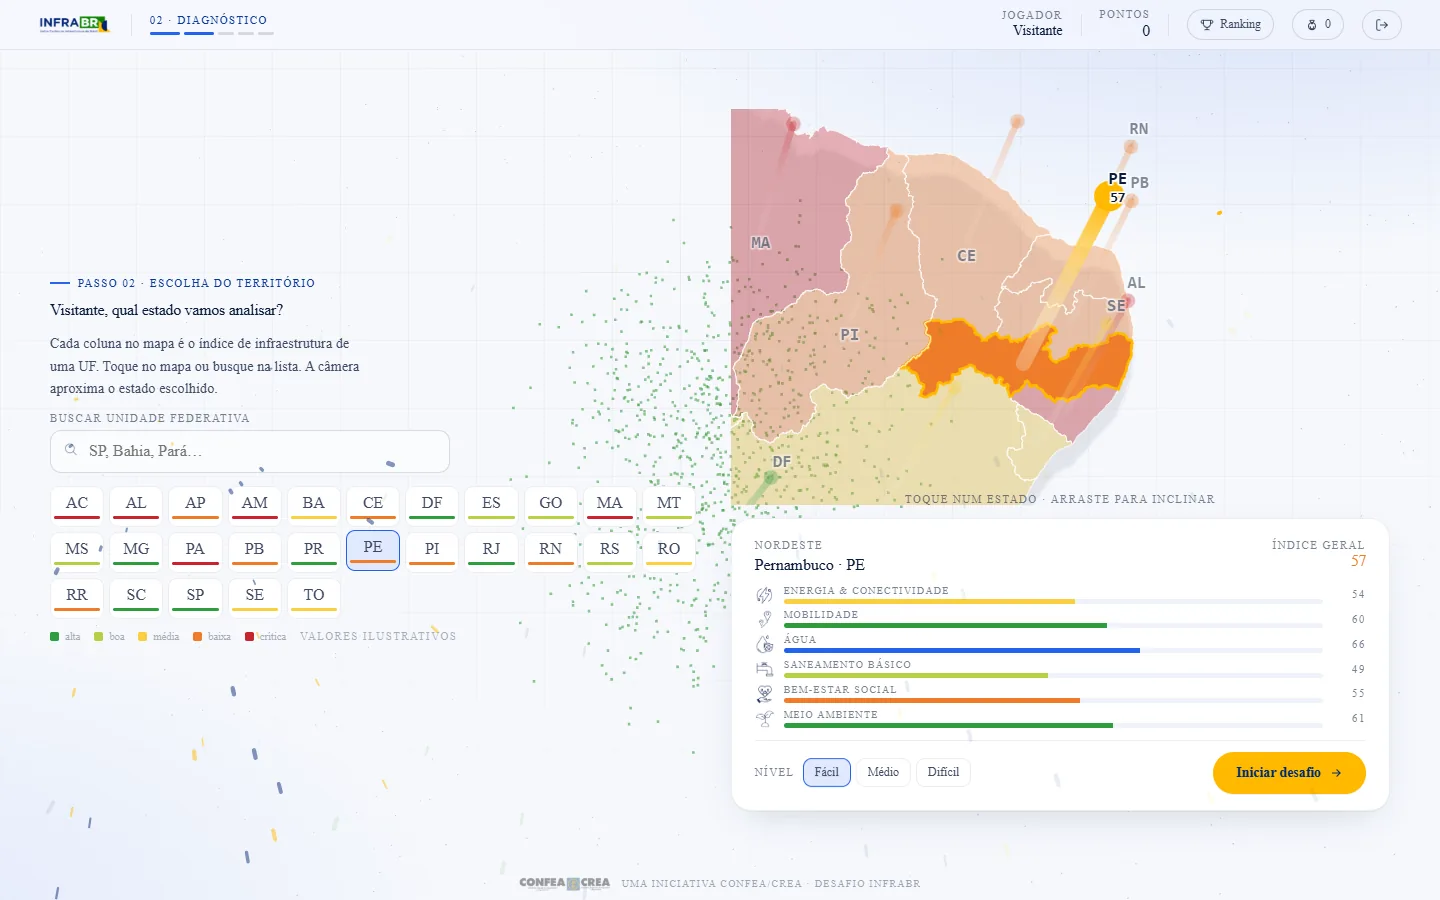 INFRABR
02 · DIAGNÓSTICO
JOGADOR
Visitante
PONTOS
0
Ranking
0
PASSO 02 · ESCOLHA DO TERRITÓRIO
Visitante, qual estado vamos analisar?
Cada coluna no mapa é o índice de infraestrutura de
uma UF. Toque no mapa ou busque na lista. A câmera
aproxima o estado escolhido.
BUSCAR UNIDADE FEDERATIVA
SP, Bahia, Pará…
AC AL AP AM BA CE DF ES GO MA MT
MS MG PA PB PR PE PI RJ RN RS RO
RR SC SP SE TO
alta boa média baixa crítica VALORES ILUSTRATIVOS
RN
PE
57
PB
MA
CE
AL
SE
PI
DF
TOQUE NUM ESTADO · ARRASTE PARA INCLINAR
NORDESTE
Pernambuco · PE
ÍNDICE GERAL
57
ENERGIA & CONECTIVIDADE 54
MOBILIDADE 60
ÁGUA 66
SANEAMENTO BÁSICO 49
BEM-ESTAR SOCIAL 55
MEIO AMBIENTE 61
NÍVEL Fácil Médio Difícil
Iniciar desafio →
CONFEA CREA UMA INICIATIVA CONFEA/CREA · DESAFIO INFRABR